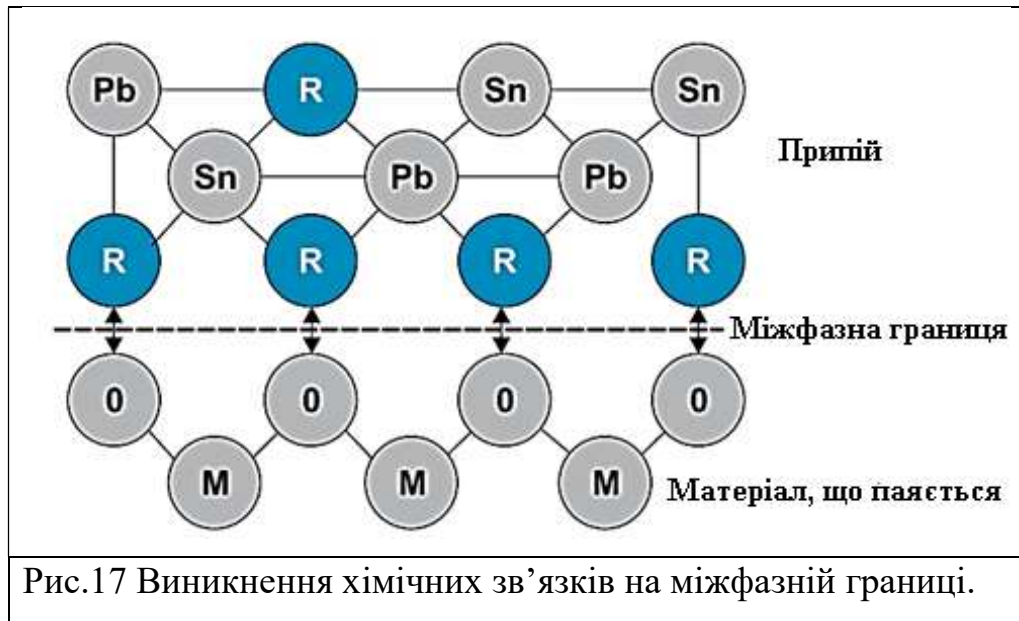 Pb R Sn Sn
Припій
Sn Pb Pb
R R R R
Міжфазна границя
0 0 0 0
M M M
Матеріал, що паяється
Рис.17 Виникнення хімічних зв’язків на міжфазній границі.